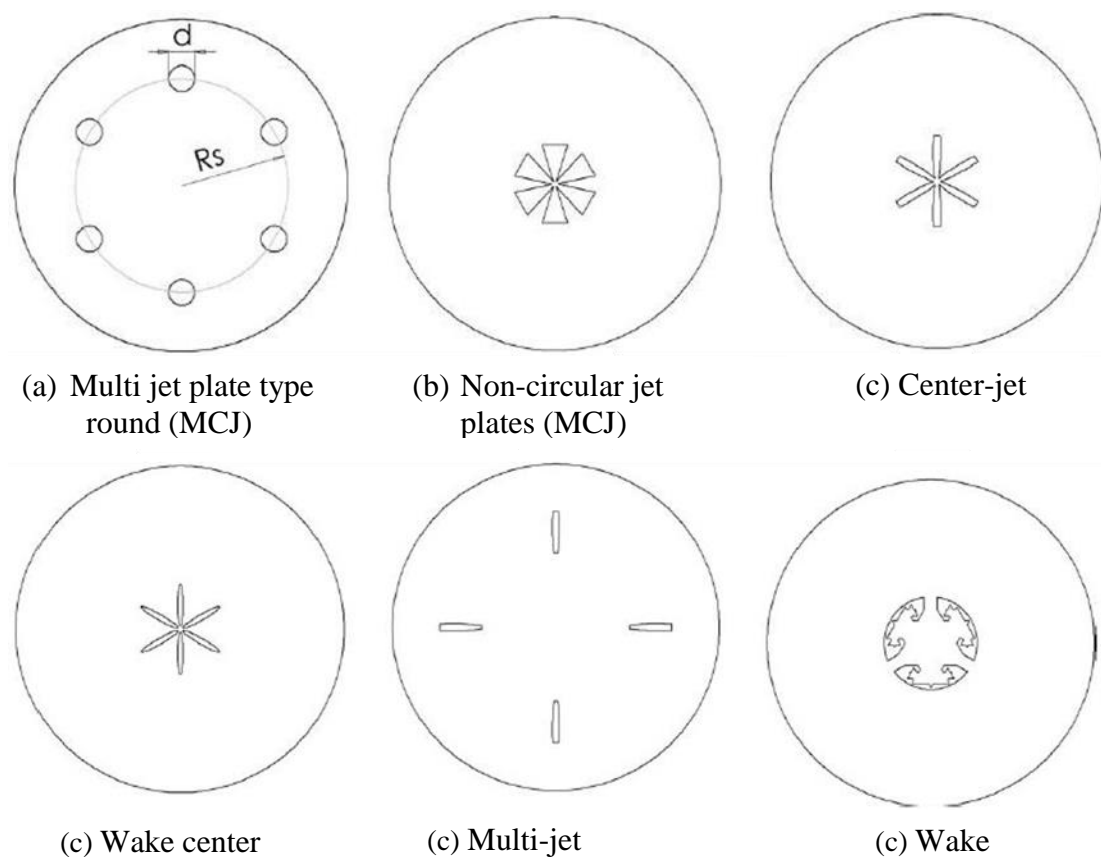 d
Rs
(a) Multi jet plate type
round (MCJ)
(b) Non-circular jet
plates (MCJ)
(c) Center-jet
(c) Wake center
(c) Multi-jet
(c) Wake